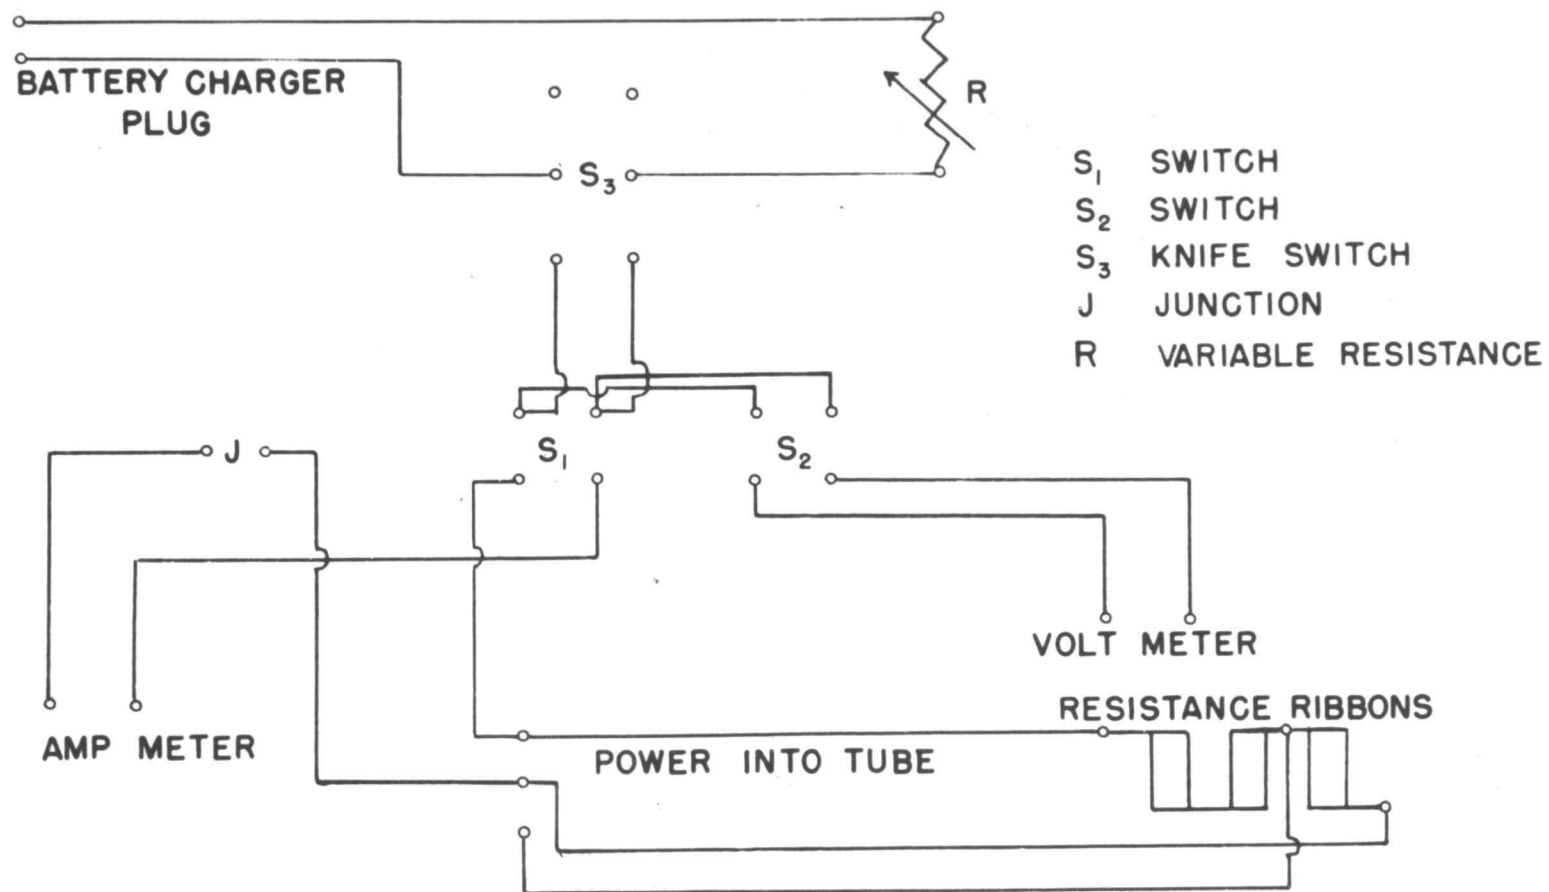 BATTERY CHARGER
PLUG
R
S₃
S₁ SWITCH
S₂ SWITCH
S₃ KNIFE SWITCH
J JUNCTION
R VARIABLE RESISTANCE
J
S₁
S₂
VOLT METER
RESISTANCE RIBBONS
AMP METER
POWER INTO TUBE